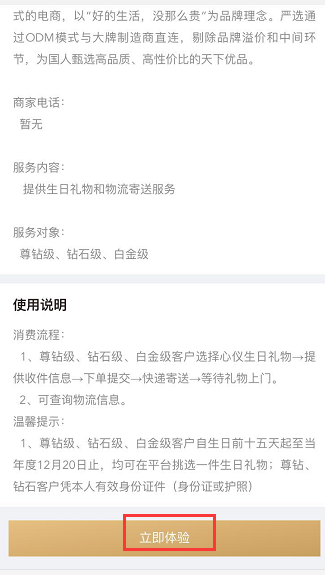 式的电商，以“好的生活，没那么贵”为品牌理念。严选通
过ODM模式与大牌制造商直连，剔除品牌溢价和中间环
节，为国人甄选高品质、高性价比的天下优品。
商家电话：
暂无
服务内容：
提供生日礼物和物流寄送服务
服务对象：
尊钻级、钻石级、白金级
使用说明
消费流程：
1、尊钻级、钻石级、白金级客户选择心仪生日礼物→提
供收件信息→下单提交→快递寄送→等待礼物上门。
2、可查询物流信息。
温馨提示：
1、尊钻级、钻石级、白金级客户自生日前十五天起至当
年度12月20日止，均可在平台挑选一件生日礼物；尊钻、
钻石客户凭本人有效身份证件（身份证或护照）
立即体验